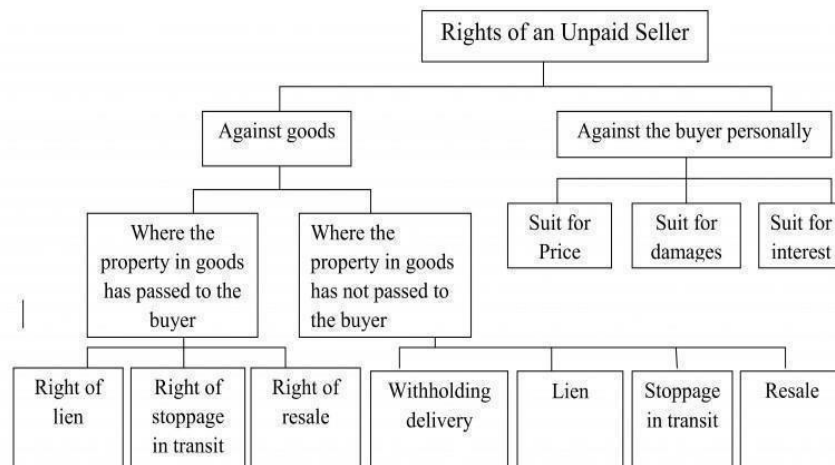 Rights of an Unpaid Seller
Against goods
Against the buyer personally
Where the
property in goods
has passed to the
buyer
Where the
property in goods
has not passed to
the buyer
Suit for
Price
Suit for
damages
Suit for
interest
Right of
lien
Right of
stoppage
in transit
Right of
resale
Withholding
delivery
Lien
Stoppage
in transit
Resale